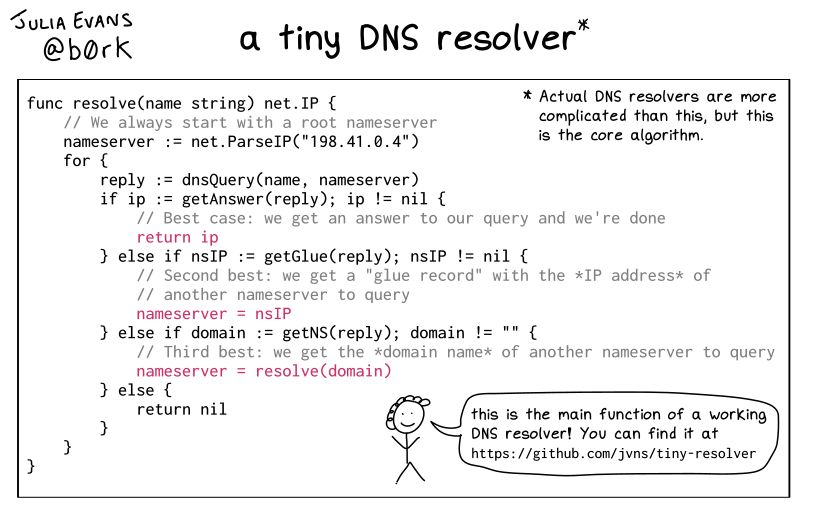 JULIA EVANS
@b0rk
a tiny DNS resolver*
* Actual DNS resolvers are more
complicated than this, but this
is the core algorithm.
func resolve(name string) net.IP {
    // We always start with a root nameserver
    nameserver := net.ParseIP("198.41.0.4")
    for {
        reply := dnsQuery(name, nameserver)
        if ip := getAnswer(reply); ip != nil {
            // Best case: we get an answer to our query and we're done
            return ip
        } else if nsIP := getGlue(reply); nsIP != nil {
            // Second best: we get a "glue record" with the *IP address* of
            // another nameserver to query
            nameserver = nsIP
        } else if domain := getNS(reply); domain != "" {
            // Third best: we get the *domain name* of another nameserver to query
            nameserver = resolve(domain)
        } else {
            return nil
        }
    }
}
this is the main function of a working
DNS resolver! You can find it at
https://github.com/jvns/tiny-resolver